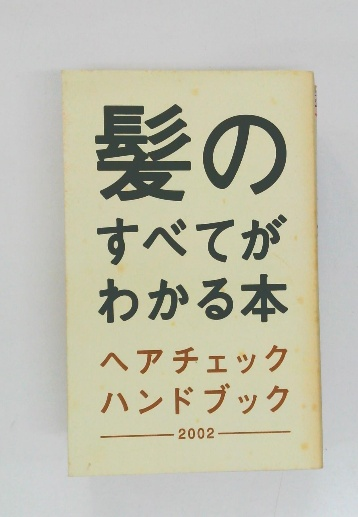 髪の
すべてが
わかる本
ヘアチェック
ハンドブック
2002